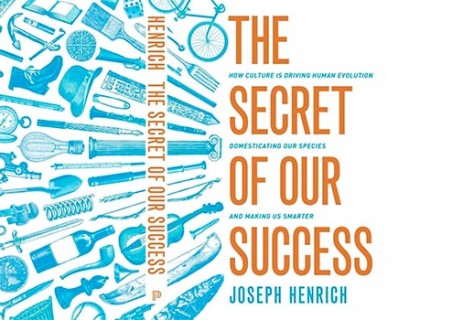 HENRICH THE SECRET OF OUR SUCCESS
THE
HOW CULTURE IS DRIVING HUMAN EVOLUTION
SECRET
DOMESTICATING OUR SPECIES
OF OUR
AND MAKING US SMARTER
SUCCESS
JOSEPH HENRICH